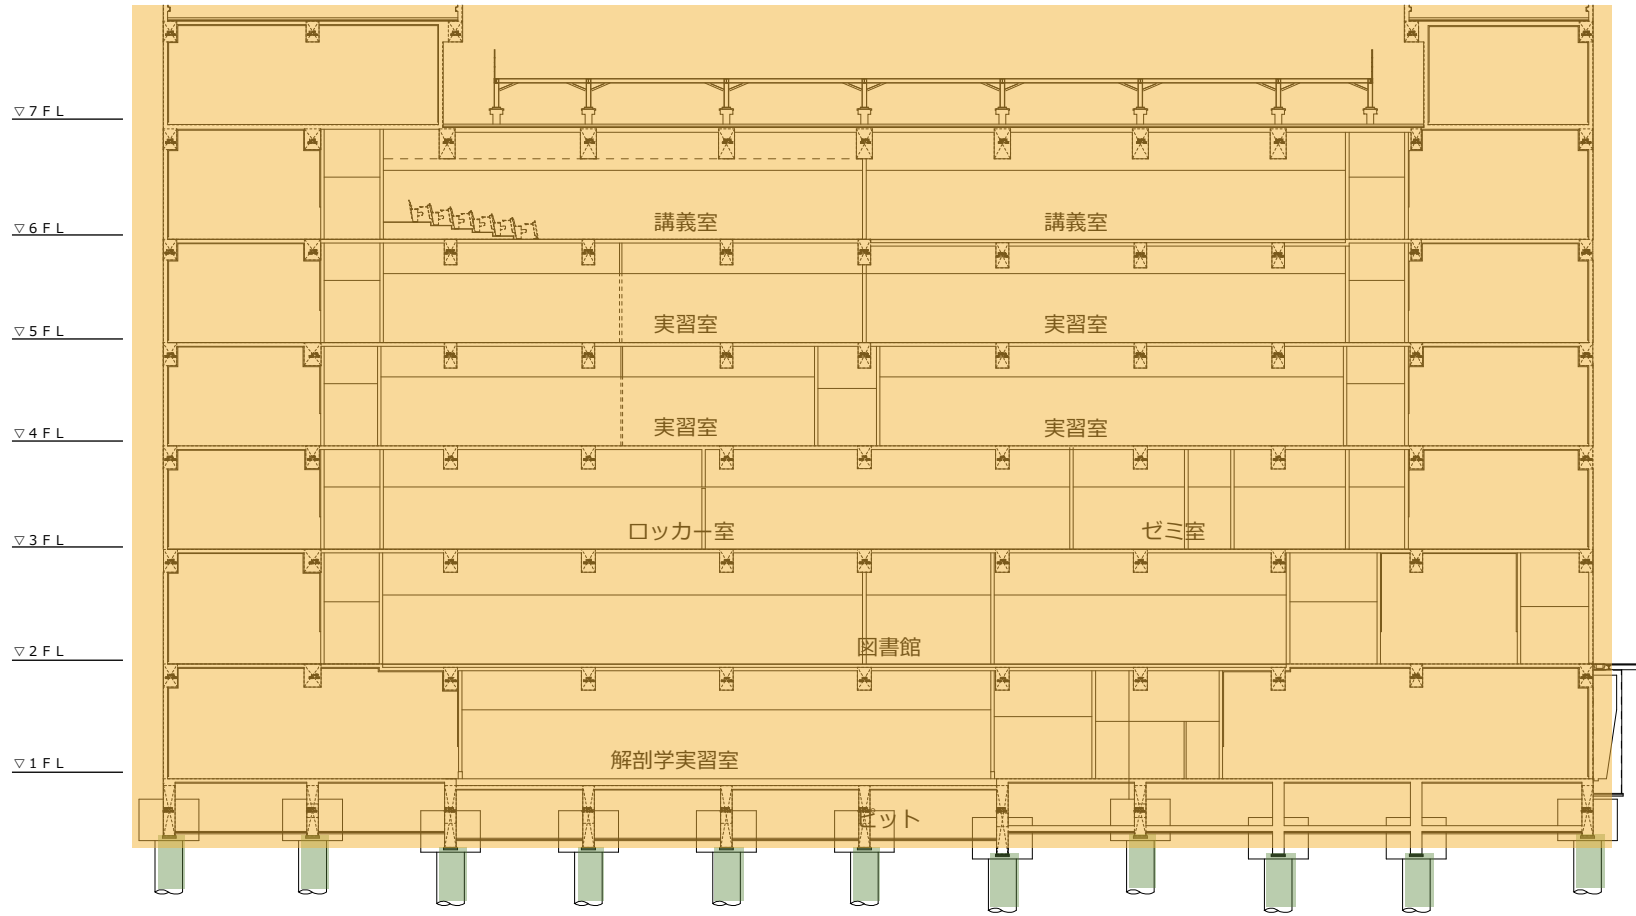 ▽7FL
▽6FL
講義室 講義室
▽5FL
実習室 実習室
▽4FL
実習室 実習室
▽3FL
ロッカー室 ゼミ室
▽2FL
図書館
▽1FL
解剖学実習室
ピット